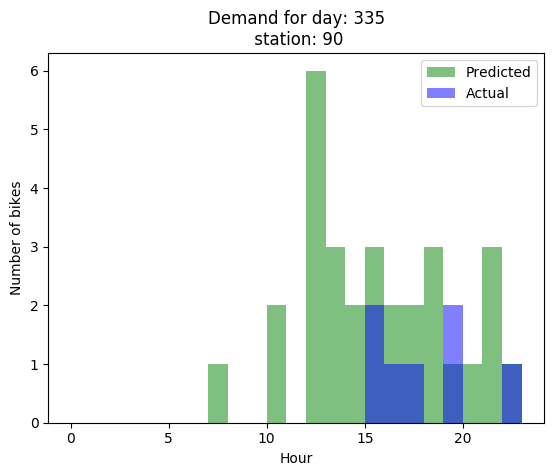 Demand for day: 335
station: 90
Predicted
Actual
Number of bikes
6
5
4
3
2
1
0
0 5 10 15 20
Hour